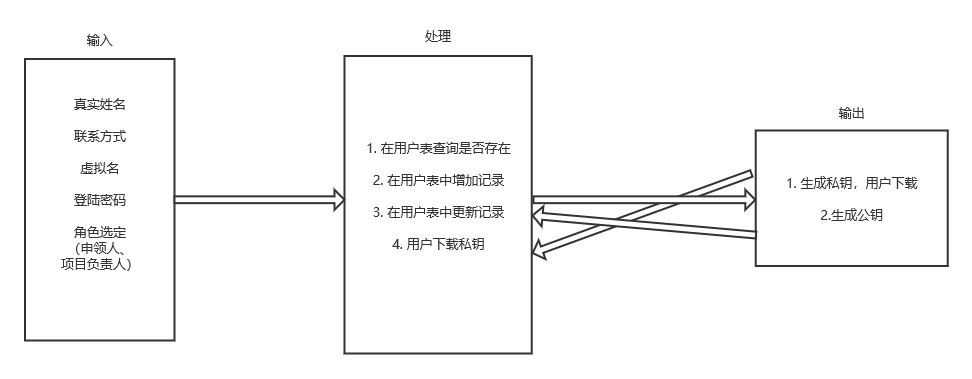 输入
真实姓名
联系方式
虚拟名
登陆密码
角色选定
（申领人、
项目负责人）
处理
1. 在用户表查询是否存在
2. 在用户表中增加记录
3. 在用户表中更新记录
4. 用户下载私钥
输出
1. 生成私钥，用户下载
2.生成公钥